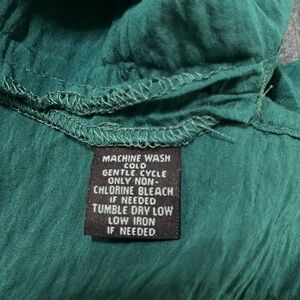 MACHINE WASH
COLD
GENTLE CYCLE
ONLY NON-
CHLORINE BLEACH
IF NEEDED
TUMBLE DRY LOW
LOW IRON
IF NEEDED